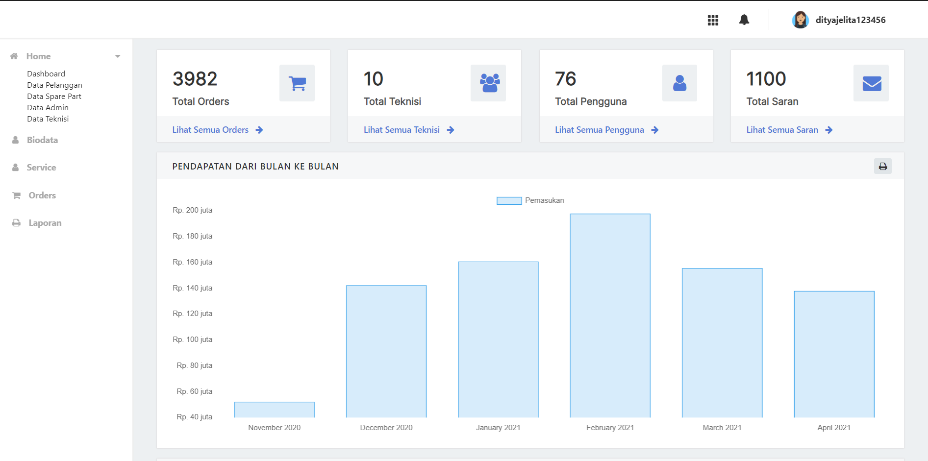 dityajelita123456
Home
Dashboard
Data Pelanggan
Data Spare Part
Data Admin
Data Teknisi
Biodata
Service
Orders
Laporan
3982
Total Orders
Lihat Semua Orders
10
Total Teknisi
Lihat Semua Teknisi
76
Total Pengguna
Lihat Semua Pengguna
1100
Total Saran
Lihat Semua Saran
PENDAPATAN DARI BULAN KE BULAN
Pemasukan
Rp. 200 juta
Rp. 180 juta
Rp. 160 juta
Rp. 140 juta
Rp. 120 juta
Rp. 100 juta
Rp. 80 juta
Rp. 60 juta
Rp. 40 juta
November 2020
December 2020
January 2021
February 2021
March 2021
April 2021